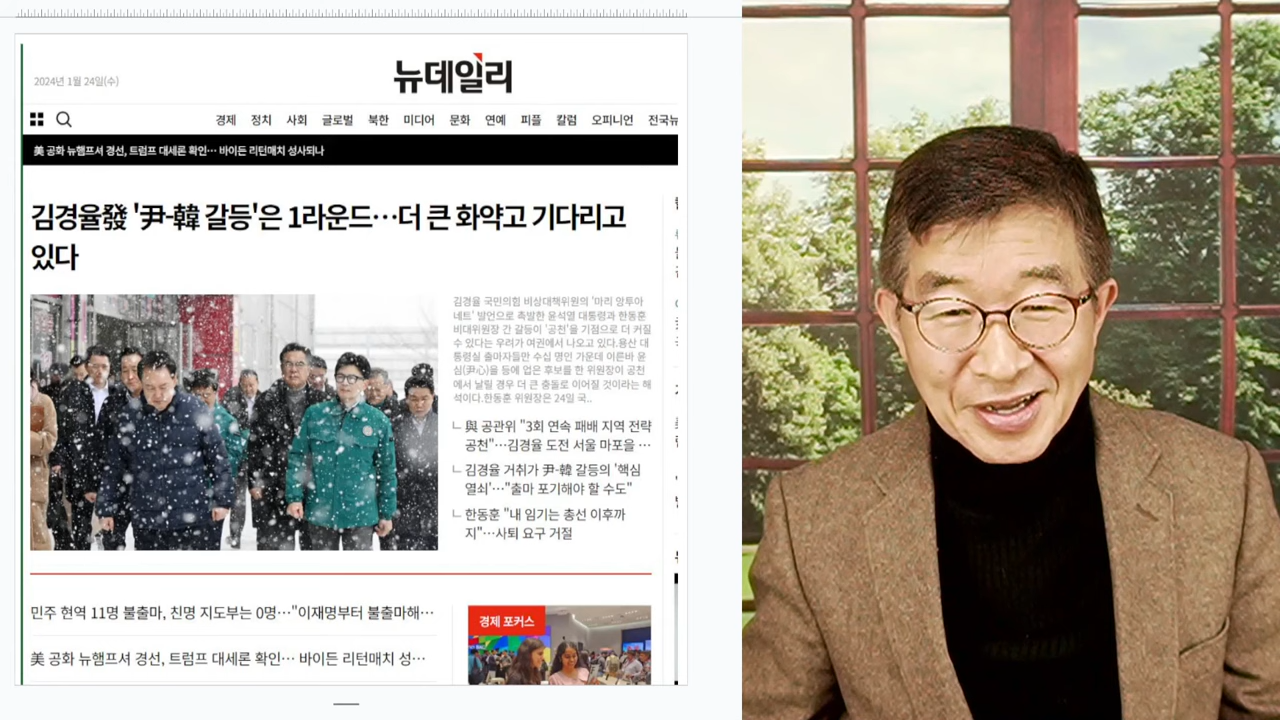 2024년 1월 24일(수)
뉴데일리
경제 정치 사회 글로벌 북한 미디어 문화 연예 피플 칼럼 오피니언 전국뉴
美 공화 뉴햄프셔 경선, 트럼프 대세론 확인… 바이든 리턴매치 성사되나
김경율發 '尹-韓 갈등'은 1라운드…더 큰 화약고 기다리고
있다
김경율 국민의힘 비상대책위원의 '마리 앙투아
네트' 발언으로 촉발한 윤석열 대통령과 한동훈
비대위원장 간 갈등이 '공천'을 기점으로 더 커질
수 있다는 우려가 여권에서 나오고 있다.용산 대
통령실 출마자들만 수십 명인 가운데 이른바 윤
심(尹心)을 등에 업은 후보를 한 위원장이 공천
에서 날릴 경우 더 큰 충돌로 이어질 것이라는 해
석이다.한동훈 위원장은 24일 국..
與 공관위 "3회 연속 패배 지역 전략
공천"…김경율 도전 서울 마포을 …
김경율 거취가 尹-韓 갈등의 '핵심
열쇠'…"출마 포기해야 할 수도"
한동훈 "내 임기는 총선 이후까
지"…사퇴 요구 거절
민주 현역 11명 불출마, 친명 지도부는 0명…"이재명부터 불출마해…
경제 포커스
美 공화 뉴햄프셔 경선, 트럼프 대세론 확인… 바이든 리턴매치 성…